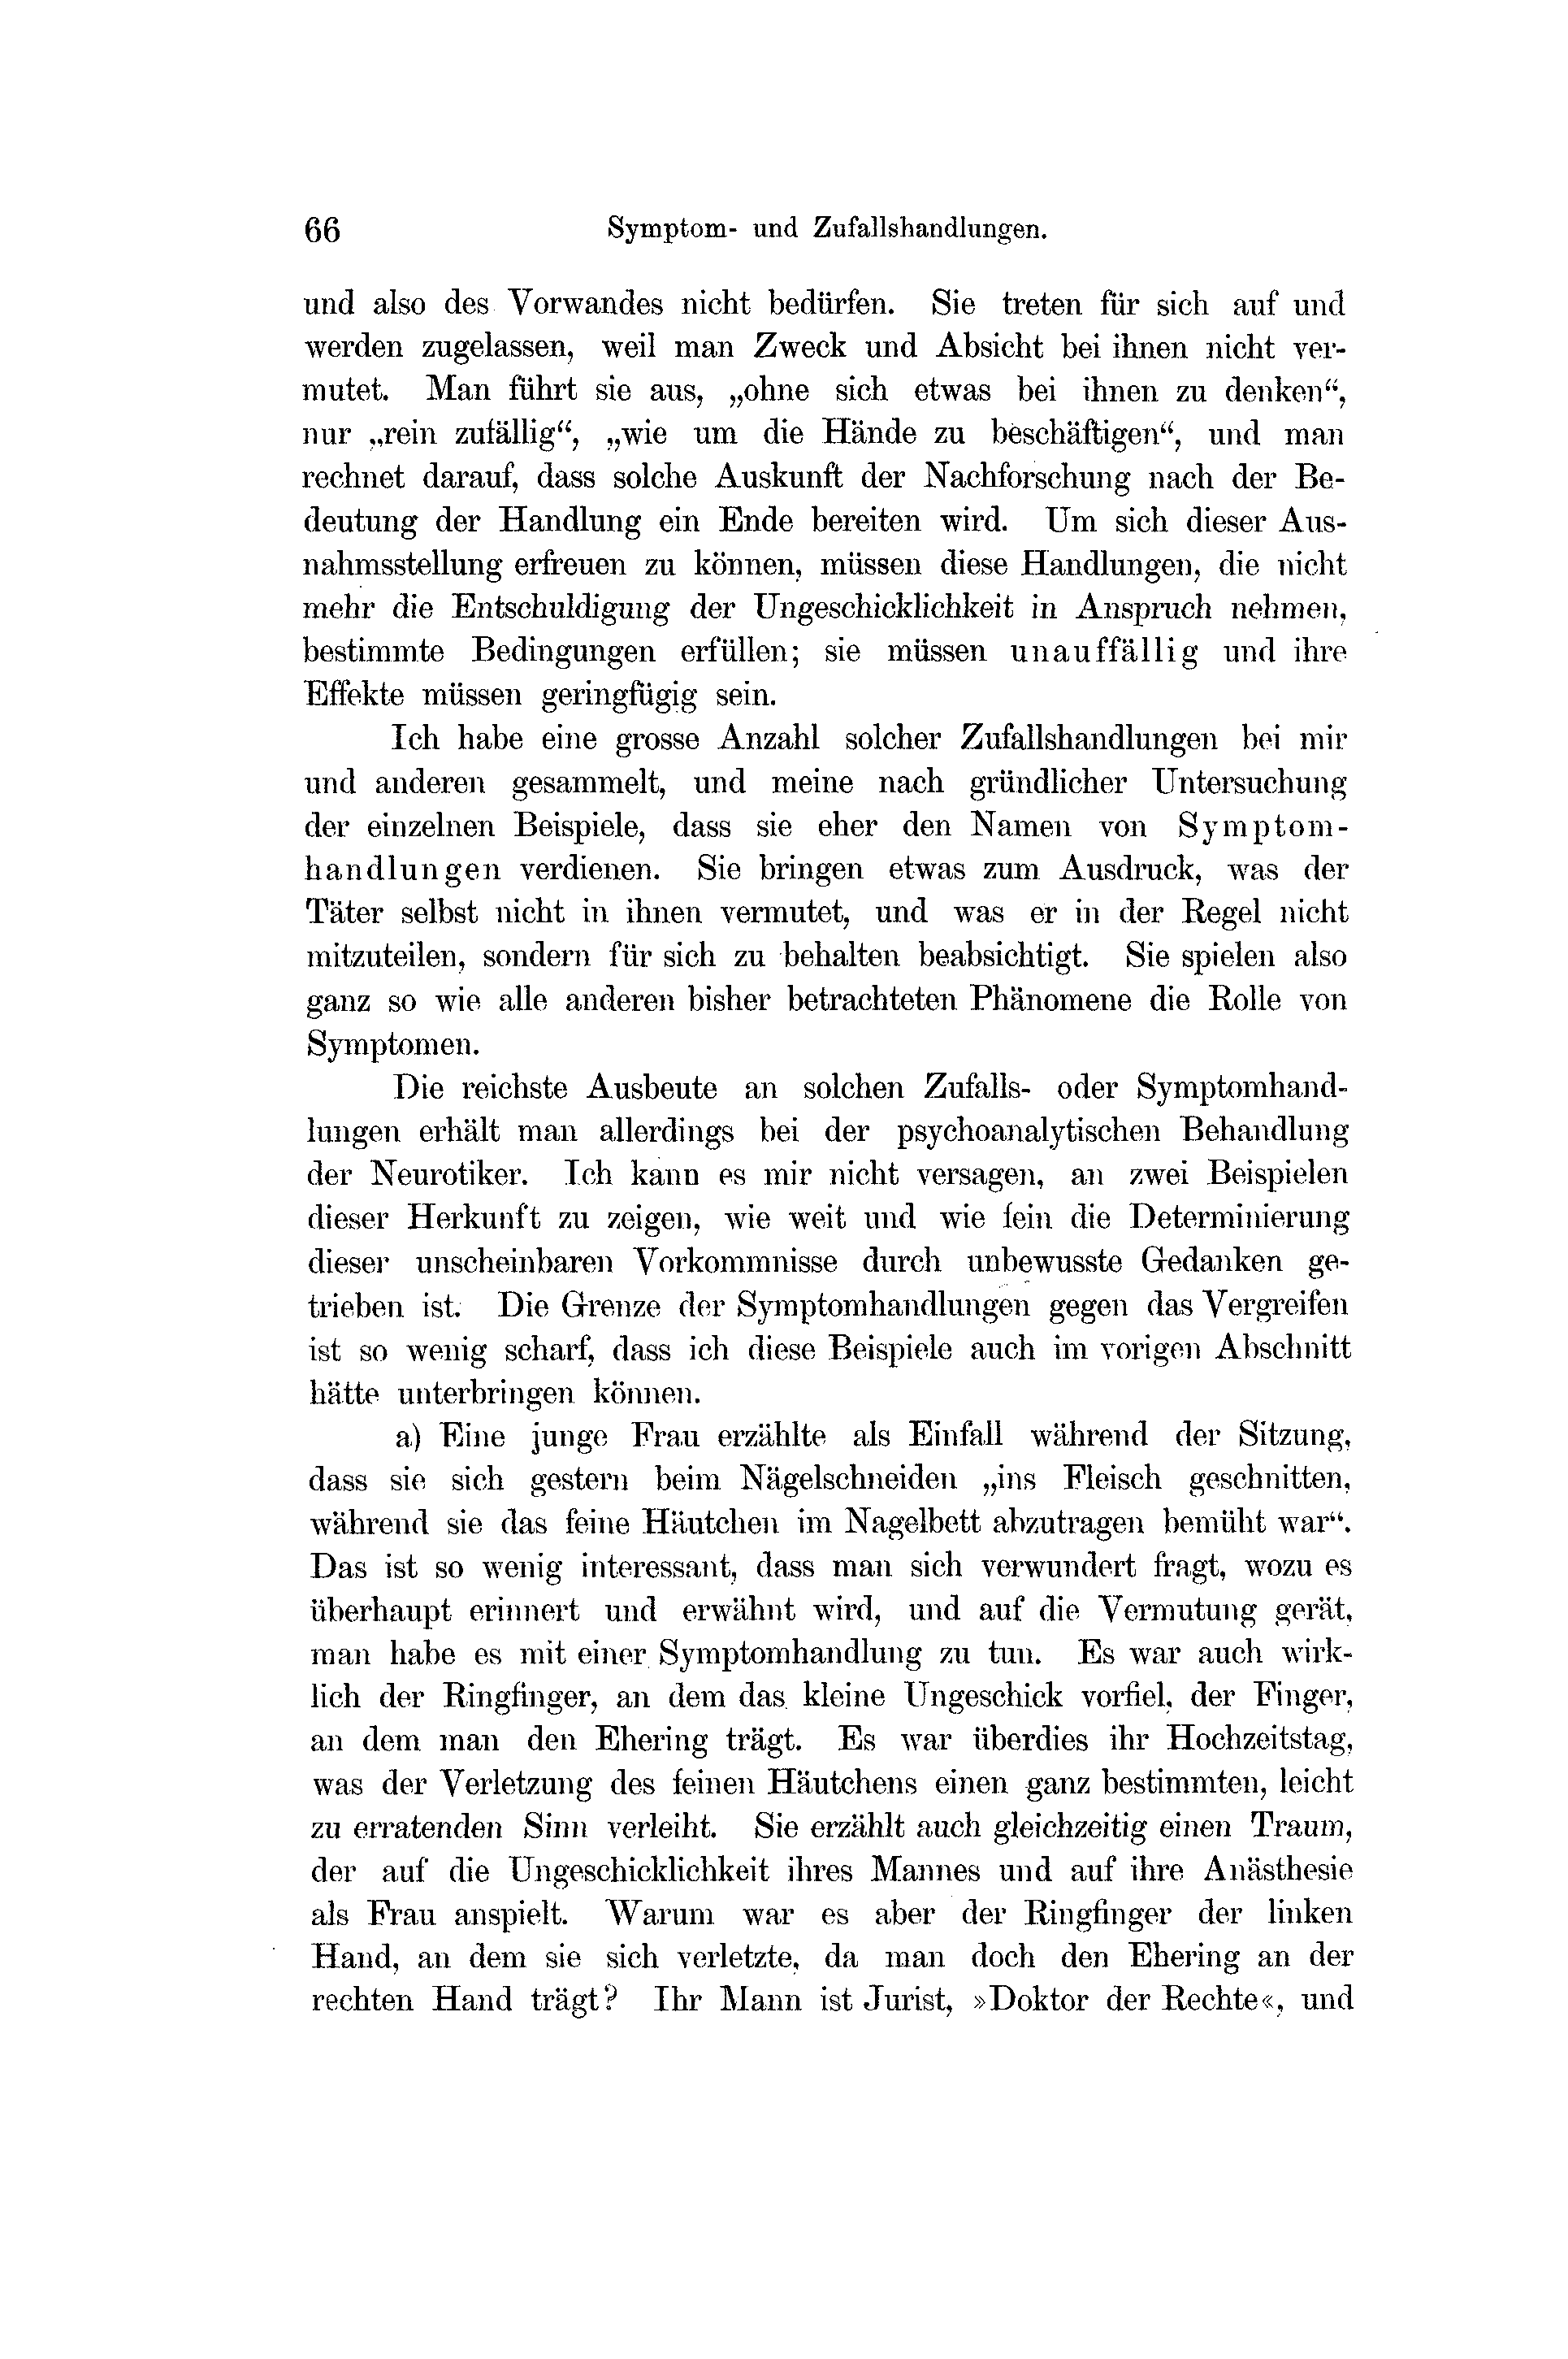 66 Symptom- und Zufallshandlungen.
und also des Vorwandes nicht bedürfen. Sie treten für sich auf und
werden zugelassen, weil man Zweck und Absicht bei ihnen nicht ver-
mutet. Man führt sie aus, „ohne sich etwas bei ihnen zu denken“,
nur „rein zufällig“, „wie um die Hände zu beschäftigen“, und man
rechnet darauf, dass solche Auskunft der Nachforschung nach der Be-
deutung der Handlung ein Ende bereiten wird. Um sich dieser Aus-
nahmsstellung erfreuen zu können, müssen diese Handlungen, die nicht
mehr die Entschuldigung der Ungeschicklichkeit in Anspruch nehmen,
bestimmte Bedingungen erfüllen; sie müssen unauffällig und ihre
Effekte müssen geringfügig sein.
Ich habe eine grosse Anzahl solcher Zufallshandlungen bei mir
und anderen gesammelt, und meine nach gründlicher Untersuchung
der einzelnen Beispiele, dass sie eher den Namen von Symptom-
handlungen verdienen. Sie bringen etwas zum Ausdruck, was der
Täter selbst nicht in ihnen vermutet, und was er in der Regel nicht
mitzuteilen, sondern für sich zu behalten beabsichtigt. Sie spielen also
ganz so wie alle anderen bisher betrachteten Phänomene die Rolle von
Symptomen.
Die reichste Ausbeute an solchen Zufalls- oder Symptomhand-
lungen erhält man allerdings bei der psychoanalytischen Behandlung
der Neurotiker. Ich kann es mir nicht versagen, an zwei Beispielen
dieser Herkunft zu zeigen, wie weit und wie fein die Determinierung
dieser unscheinbaren Vorkommnisse durch unbewusste Gedanken ge-
trieben ist. Die Grenze der Symptomhandlungen gegen das Vergreifen
ist so wenig scharf, dass ich diese Beispiele auch im vorigen Abschnitt
hätte unterbringen können.
a) Eine junge Frau erzählte als Einfall während der Sitzung,
dass sie sich gestern beim Nägelschneiden „ins Fleisch geschnitten,
während sie das feine Häutchen im Nagelbett abzutragen bemüht war“.
Das ist so wenig interessant, dass man sich verwundert fragt, wozu es
überhaupt erinnert und erwähnt wird, und auf die Vermutung gerät,
man habe es mit einer Symptomhandlung zu tun. Es war auch wirk-
lich der Ringfinger, an dem das kleine Ungeschick vorfiel, der Finger,
an dem man den Ehering trägt. Es war überdies ihr Hochzeitstag,
was der Verletzung des feinen Häutchens einen ganz bestimmten, leicht
zu erratenden Sinn verleiht. Sie erzählt auch gleichzeitig einen Traum,
der auf die Ungeschicklichkeit ihres Mannes und auf ihre Anästhesie
als Frau anspielt. Warum war es aber der Ringfinger der linken
Hand, an dem sie sich verletzte, da man doch den Ehering an der
rechten Hand trägt? Ihr Mann ist Jurist, »Doktor der Rechte«, und